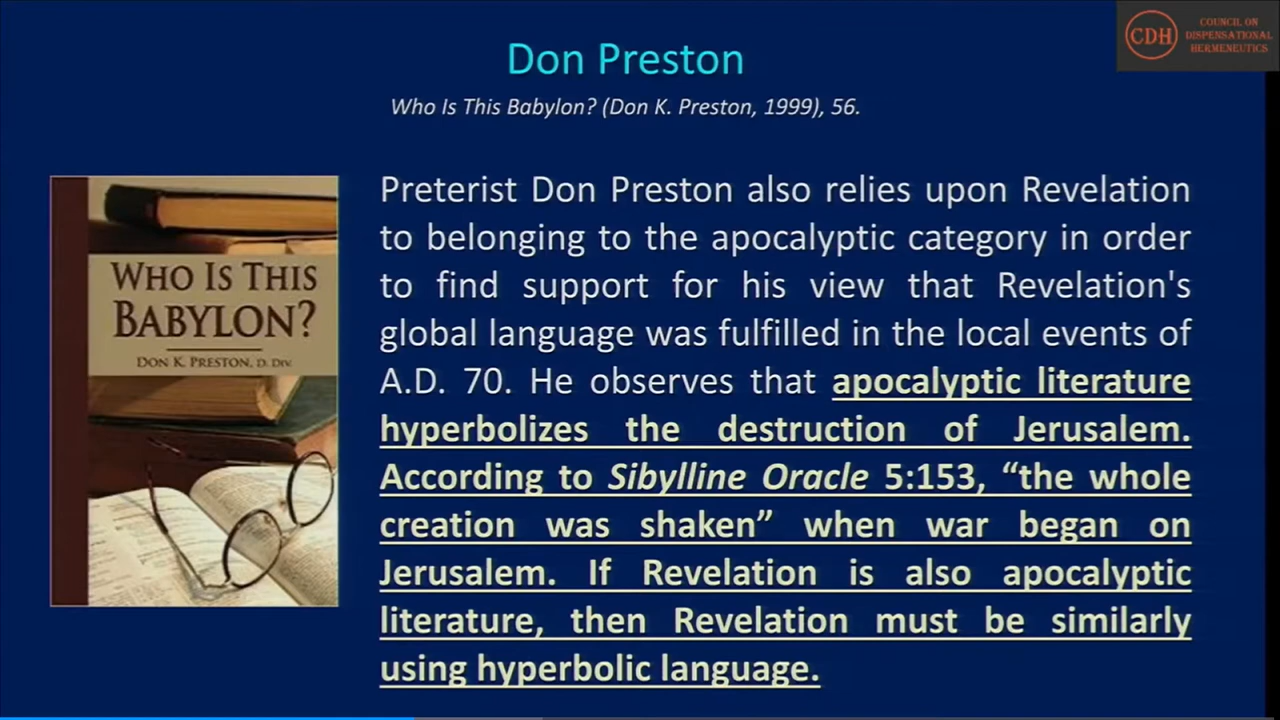 CDH
COUNCIL ON
DISPENSATIONAL
HERMENEUTICS
Don Preston
Who Is This Babylon? (Don K. Preston, 1999), 56.
WHO IS THIS
BABYLON?
DON K. PRESTON, D. DIV.
Preterist Don Preston also relies upon Revelation
to belonging to the apocalyptic category in order
to find support for his view that Revelation's
global language was fulfilled in the local events of
A.D. 70. He observes that apocalyptic literature
hyperbolizes the destruction of Jerusalem.
According to Sibylline Oracle 5:153, “the whole
creation was shaken” when war began on
Jerusalem. If Revelation is also apocalyptic
literature, then Revelation must be similarly
using hyperbolic language.